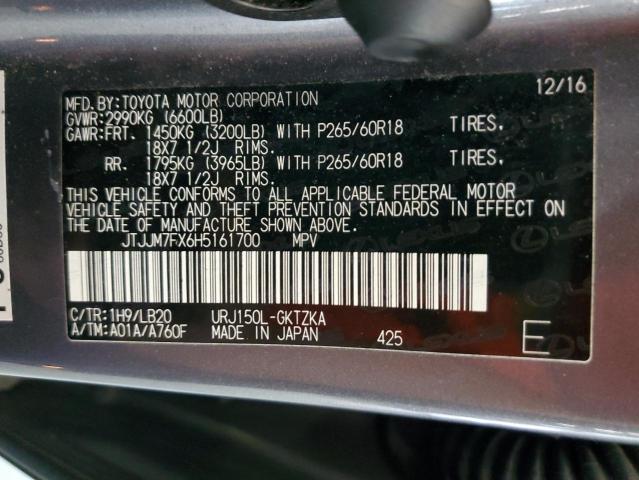 MFD.BY:TOYOTA MOTOR CORPORATION 12/16
GVWR:2990KG (6600LB)
GAWR:FRT. 1450KG (3200LB) WITH P265/60R18 TIRES.
18X7 1/2J RIMS.
RR. 1795KG (3965LB) WITH P265/60R18 TIRES.
18X7 1/2J RIMS.
THIS VEHICLE CONFORMS TO ALL APPLICABLE FEDERAL MOTOR
VEHICLE SAFETY AND THEFT PREVENTION STANDARDS IN EFFECT ON
THE DATE OF MANUFACTURE SHOWN ABOVE.
JTJJM7FX6H5161700 MPV
C/TR:1H9/LB20 URJ150L-GKTZKA
A/TM:A01A/A760F MADE IN JAPAN 425 E